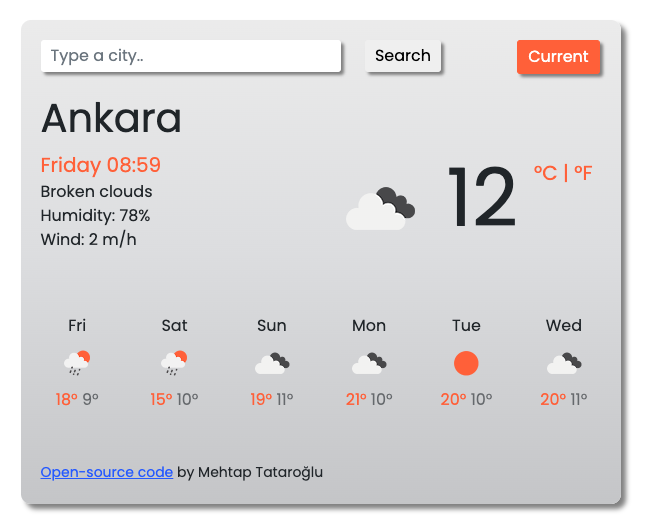 Type a city.. Search Current
Ankara
Friday 08:59
Broken clouds
Humidity: 78%
Wind: 2 m/h
12 °C | °F
Fri Sat Sun Mon Tue Wed
18° 9° 15° 10° 19° 11° 21° 10° 20° 10° 20° 11°
Open-source code by Mehtap Tataroğlu